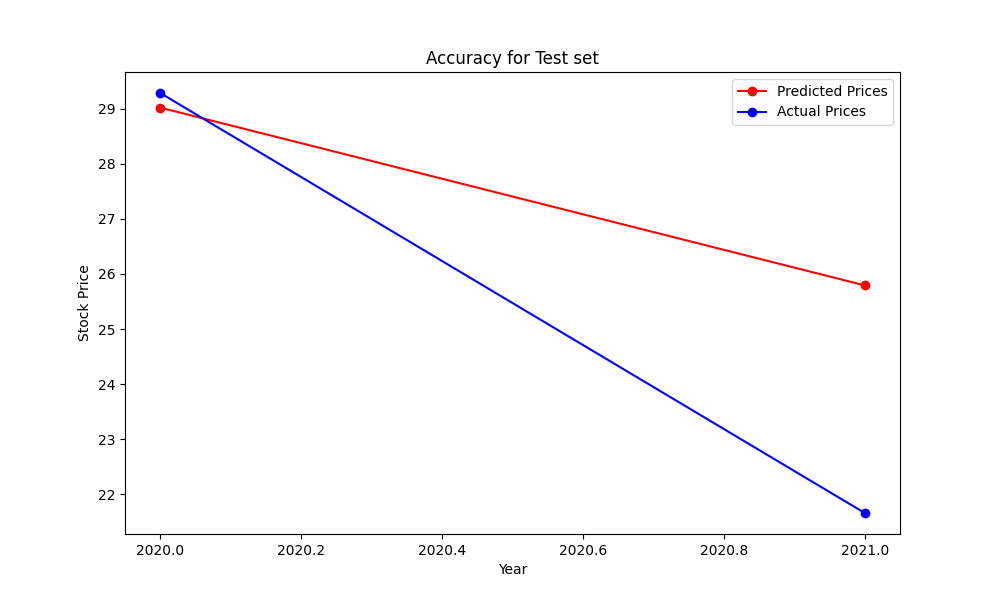 Accuracy for Test set
Predicted Prices
Actual Prices
29
28
27
26
25
24
23
22
Stock Price
2020.0
2020.2
2020.4
2020.6
2020.8
2021.0
Year